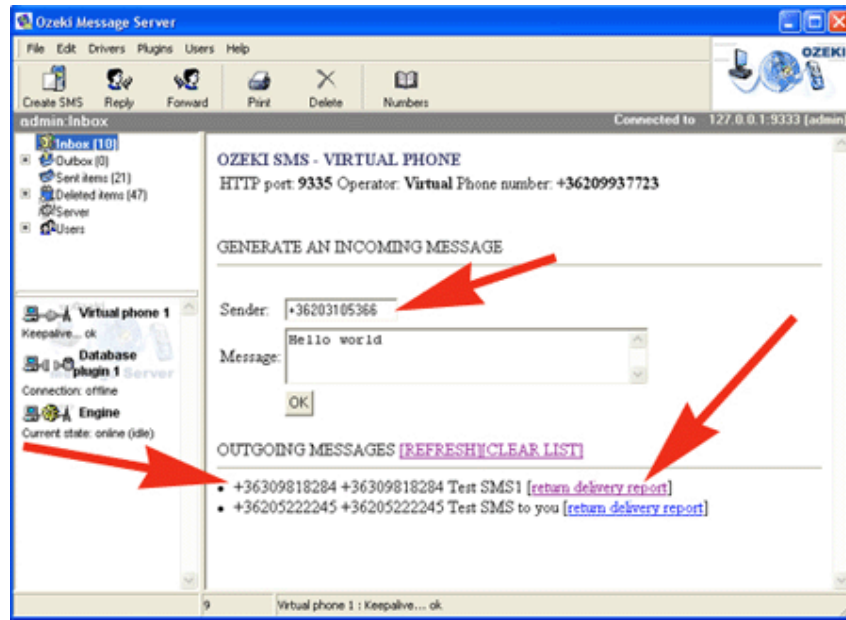 Ozeki Message Server
File Edit Drivers Plugins Users Help
OZEKI
Create SMS Reply Forward Print Delete Numbers
admin:Inbox Connected to 127.0.0.1:9333 (admin)
Inbox (10)
Outbox (0)
Sent items (21)
Deleted items (47)
Server
Users
OZEKI SMS - VIRTUAL PHONE
HTTP port: 9335 Operator: Virtual Phone number: +36209937723
GENERATE AN INCOMING MESSAGE
Sender: +36203105366
Message: Hello world
OK
Virtual phone 1
Keepalive... ok
Database
plugin 1
Connection: offline
Engine
Current state: online (idle)
OUTGOING MESSAGES [REFRESH][CLEAR LIST]
• +36309818284 +36309818284 Test SMS1 [return delivery report]
• +36205222245 +36205222245 Test SMS to you [return delivery report]
9 Virtual phone 1 : Keepalive... ok